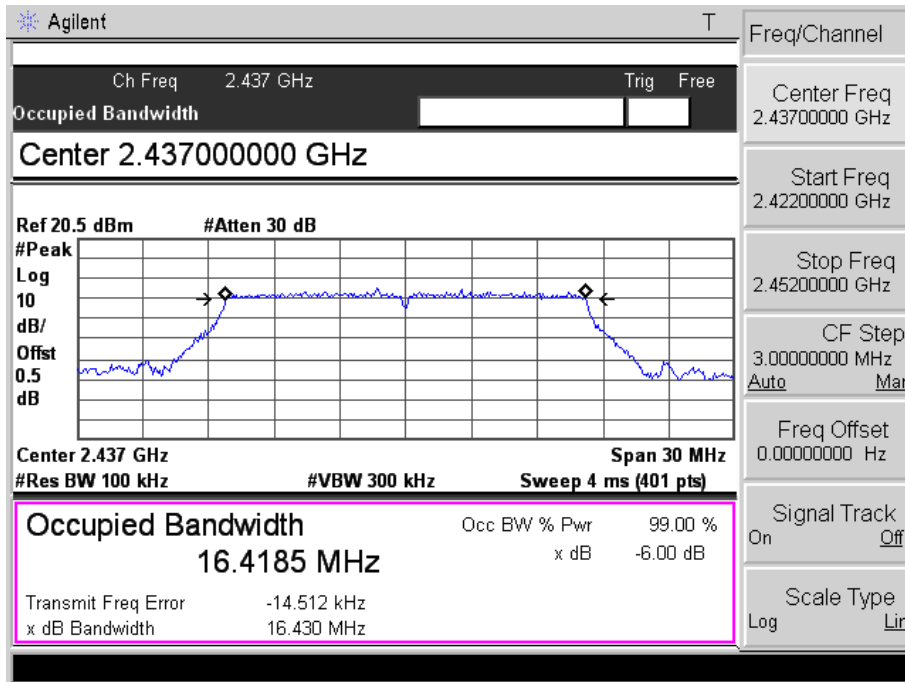 Agilent T
Freq/Channel
Ch Freq 2.437 GHz Trig Free
Occupied Bandwidth
Center 2.437000000 GHz
Ref 20.5 dBm #Atten 30 dB
#Peak
Log
10
dB/
Offst
0.5
dB
Center 2.437 GHz Span 30 MHz
#Res BW 100 kHz #VBW 300 kHz Sweep 4 ms (401 pts)
Occupied Bandwidth
16.4185 MHz
Occ BW % Pwr 99.00 %
x dB -6.00 dB
Transmit Freq Error -14.512 kHz
x dB Bandwidth 16.430 MHz
Center Freq
2.43700000 GHz
Start Freq
2.42200000 GHz
Stop Freq
2.45200000 GHz
CF Step
3.00000000 MHz
Auto Man
Freq Offset
0.00000000 Hz
Signal Track
On Off
Scale Type
Log Lin